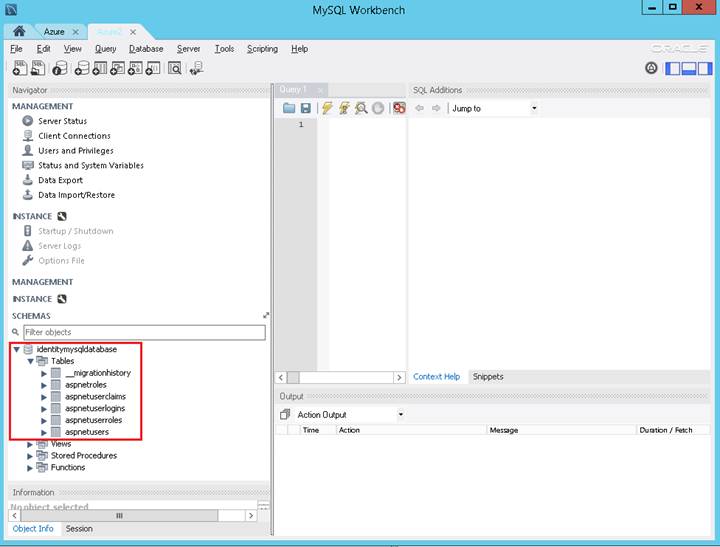 MySQL Workbench
Azure
Azure2
File Edit View Query Database Server Tools Scripting Help
ORACLE
Navigator
MANAGEMENT
Server Status
Client Connections
Users and Privileges
Status and System Variables
Data Export
Data Import/Restore
INSTANCE
Startup / Shutdown
Server Logs
Options File
MANAGEMENT
INSTANCE
SCHEMAS
Filter objects
identitymysqldatabase
Tables
__migrationhistory
aspnetroles
aspnetuserclaims
aspnetuserlogins
aspnetuserroles
aspnetusers
Views
Stored Procedures
Functions
Information
No object selected
Object Info Session
Query 1
1
SQL Additions
Jump to
Context Help Snippets
Output
Action Output
Time Action Message Duration / Fetch